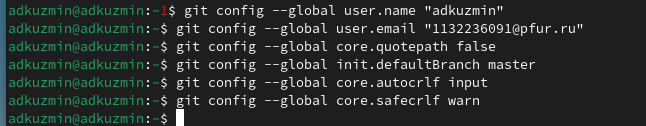 adkuzmin@adkuzmin:~1$ git config --global user.name "adkuzmin"
adkuzmin@adkuzmin:~$ git config --global user.email "1132236091@pfur.ru"
adkuzmin@adkuzmin:~$ git config --global core.quotepath false
adkuzmin@adkuzmin:~$ git config --global init.defaultBranch master
adkuzmin@adkuzmin:~$ git config --global core.autocrlf input
adkuzmin@adkuzmin:~$ git config --global core.safecrlf warn
adkuzmin@adkuzmin:~$